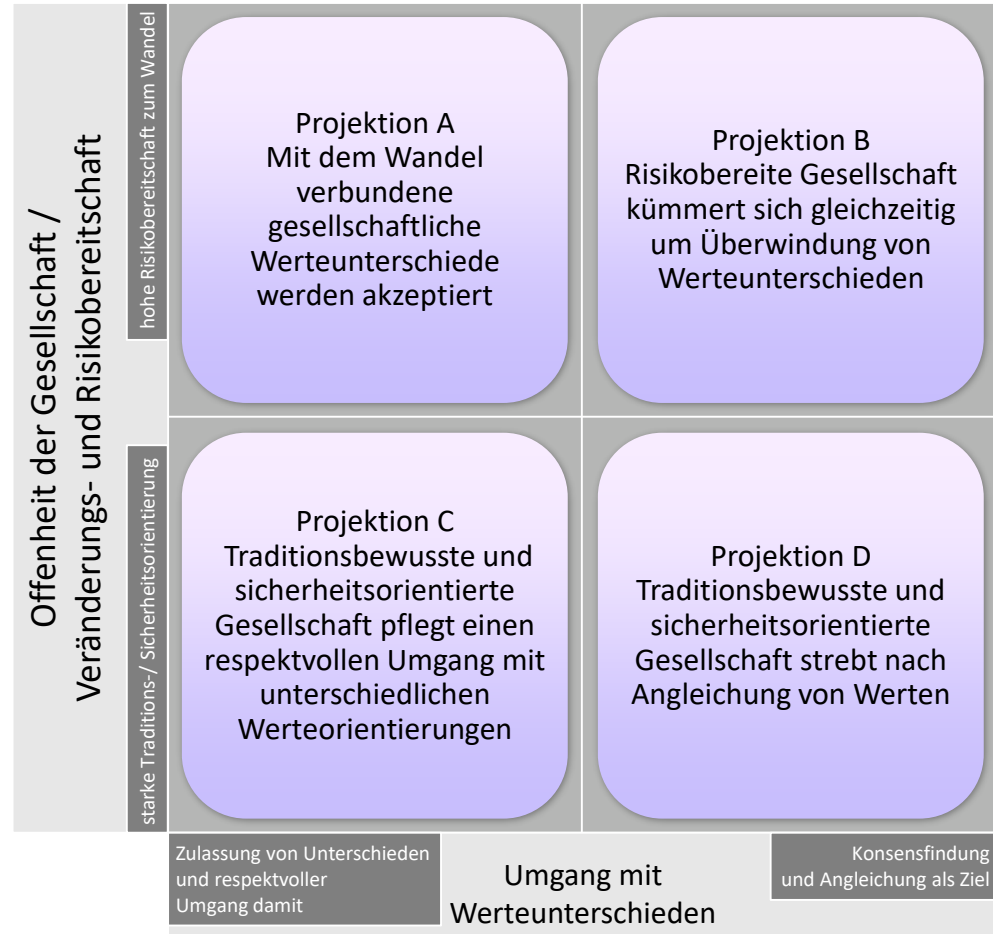 Offenheit der Gesellschaft /
Veränderungs- und Risikobereitschaft
hohe Risikobereitschaft zum Wandel
starke Traditions-/ Sicherheitsorientierung
Projektion A
Mit dem Wandel
verbundene
gesellschaftliche
Werteunterschiede
werden akzeptiert
Projektion B
Risikobereite Gesellschaft
kümmert sich gleichzeitig
um Überwindung von
Werteunterschieden
Projektion C
Traditionsbewusste und
sicherheitsorientierte
Gesellschaft pflegt einen
respektvollen Umgang mit
unterschiedlichen
Werteorientierungen
Projektion D
Traditionsbewusste und
sicherheitsorientierte
Gesellschaft strebt nach
Angleichung von Werten
Zulassung von Unterschieden
und respektvoller
Umgang damit
Umgang mit
Werteunterschieden
Konsensfindung
und Angleichung als Ziel